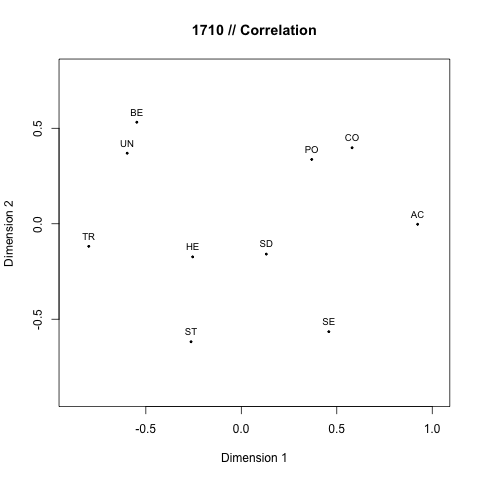 1710 // Correlation
BE
UN
CO
PO
AC
TR
HE
SD
ST
SE
0.5
0.0
-0.5
Dimension 2
-0.5
0.0
0.5
1.0
Dimension 1